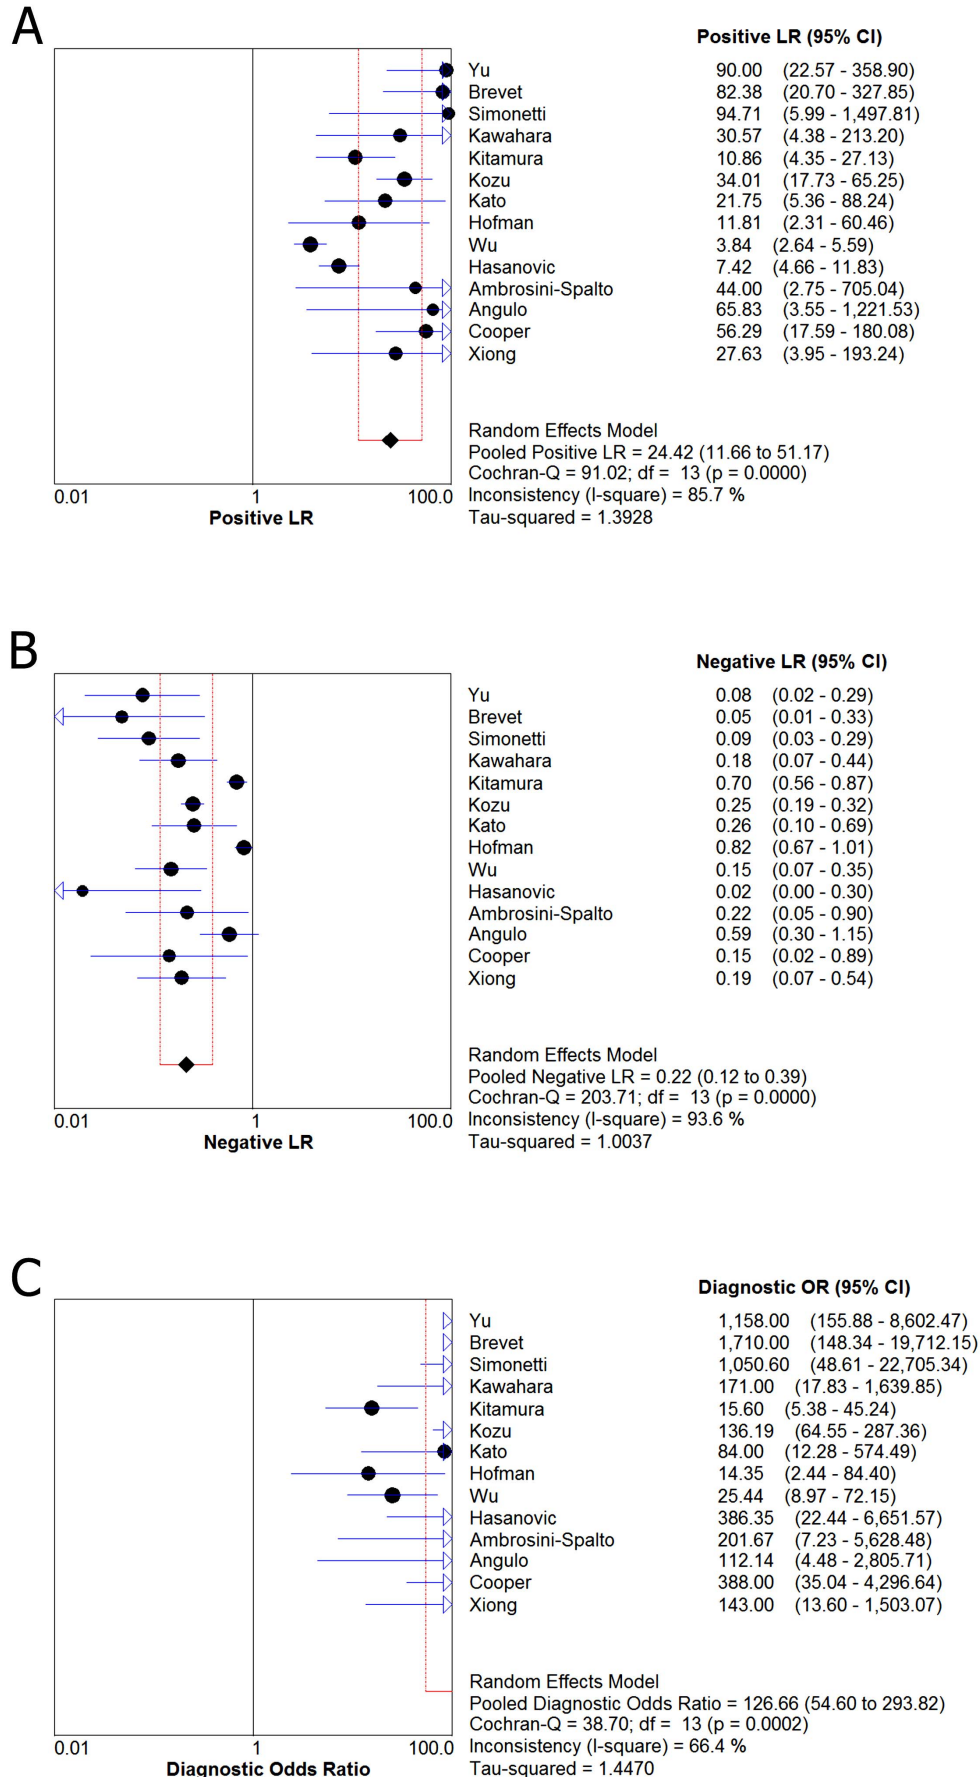 A
Positive LR (95% CI)
Yu 90.00 (22.57 - 358.90)
Brevet 82.38 (20.70 - 327.85)
Simonetti 94.71 (5.99 - 1,497.81)
Kawahara 30.57 (4.38 - 213.20)
Kitamura 10.86 (4.35 - 27.13)
Kozu 34.01 (17.73 - 65.25)
Kato 21.75 (5.36 - 88.24)
Hofman 11.81 (2.31 - 60.46)
Wu 3.84 (2.64 - 5.59)
Hasanovic 7.42 (4.66 - 11.83)
Ambrosini-Spalto 44.00 (2.75 - 705.04)
Angulo 65.83 (3.55 - 1,221.53)
Cooper 56.29 (17.59 - 180.08)
Xiong 27.63 (3.95 - 193.24)
Random Effects Model
Pooled Positive LR = 24.42 (11.66 to 51.17)
Cochran-Q = 91.02; df = 13 (p = 0.0000)
0.01 1 100.0 Inconsistency (I-square) = 85.7 %
Positive LR Tau-squared = 1.3928
B
Negative LR (95% CI)
Yu 0.08 (0.02 - 0.29)
Brevet 0.05 (0.01 - 0.33)
Simonetti 0.09 (0.03 - 0.29)
Kawahara 0.18 (0.07 - 0.44)
Kitamura 0.70 (0.56 - 0.87)
Kozu 0.25 (0.19 - 0.32)
Kato 0.26 (0.10 - 0.69)
Hofman 0.82 (0.67 - 1.01)
Wu 0.15 (0.07 - 0.35)
Hasanovic 0.02 (0.00 - 0.30)
Ambrosini-Spalto 0.22 (0.05 - 0.90)
Angulo 0.59 (0.30 - 1.15)
Cooper 0.15 (0.02 - 0.89)
Xiong 0.19 (0.07 - 0.54)
Random Effects Model
Pooled Negative LR = 0.22 (0.12 to 0.39)
Cochran-Q = 203.71; df = 13 (p = 0.0000)
0.01 1 100.0 Inconsistency (I-square) = 93.6 %
Negative LR Tau-squared = 1.0037
C
Diagnostic OR (95% CI)
Yu 1,158.00 (155.88 - 8,602.47)
Brevet 1,710.00 (148.34 - 19,712.15)
Simonetti 1,050.60 (48.61 - 22,705.34)
Kawahara 171.00 (17.83 - 1,639.85)
Kitamura 15.60 (5.38 - 45.24)
Kozu 136.19 (64.55 - 287.36)
Kato 84.00 (12.28 - 574.49)
Hofman 14.35 (2.44 - 84.40)
Wu 25.44 (8.97 - 72.15)
Hasanovic 386.35 (22.44 - 6,651.57)
Ambrosini-Spalto 201.67 (7.23 - 5,628.48)
Angulo 112.14 (4.48 - 2,805.71)
Cooper 388.00 (35.04 - 4,296.64)
Xiong 143.00 (13.60 - 1,503.07)
Random Effects Model
Pooled Diagnostic Odds Ratio = 126.66 (54.60 to 293.82)
Cochran-Q = 38.70; df = 13 (p = 0.0002)
0.01 1 100.0 Inconsistency (I-square) = 66.4 %
Diagnostic Odds Ratio Tau-squared = 1.4470